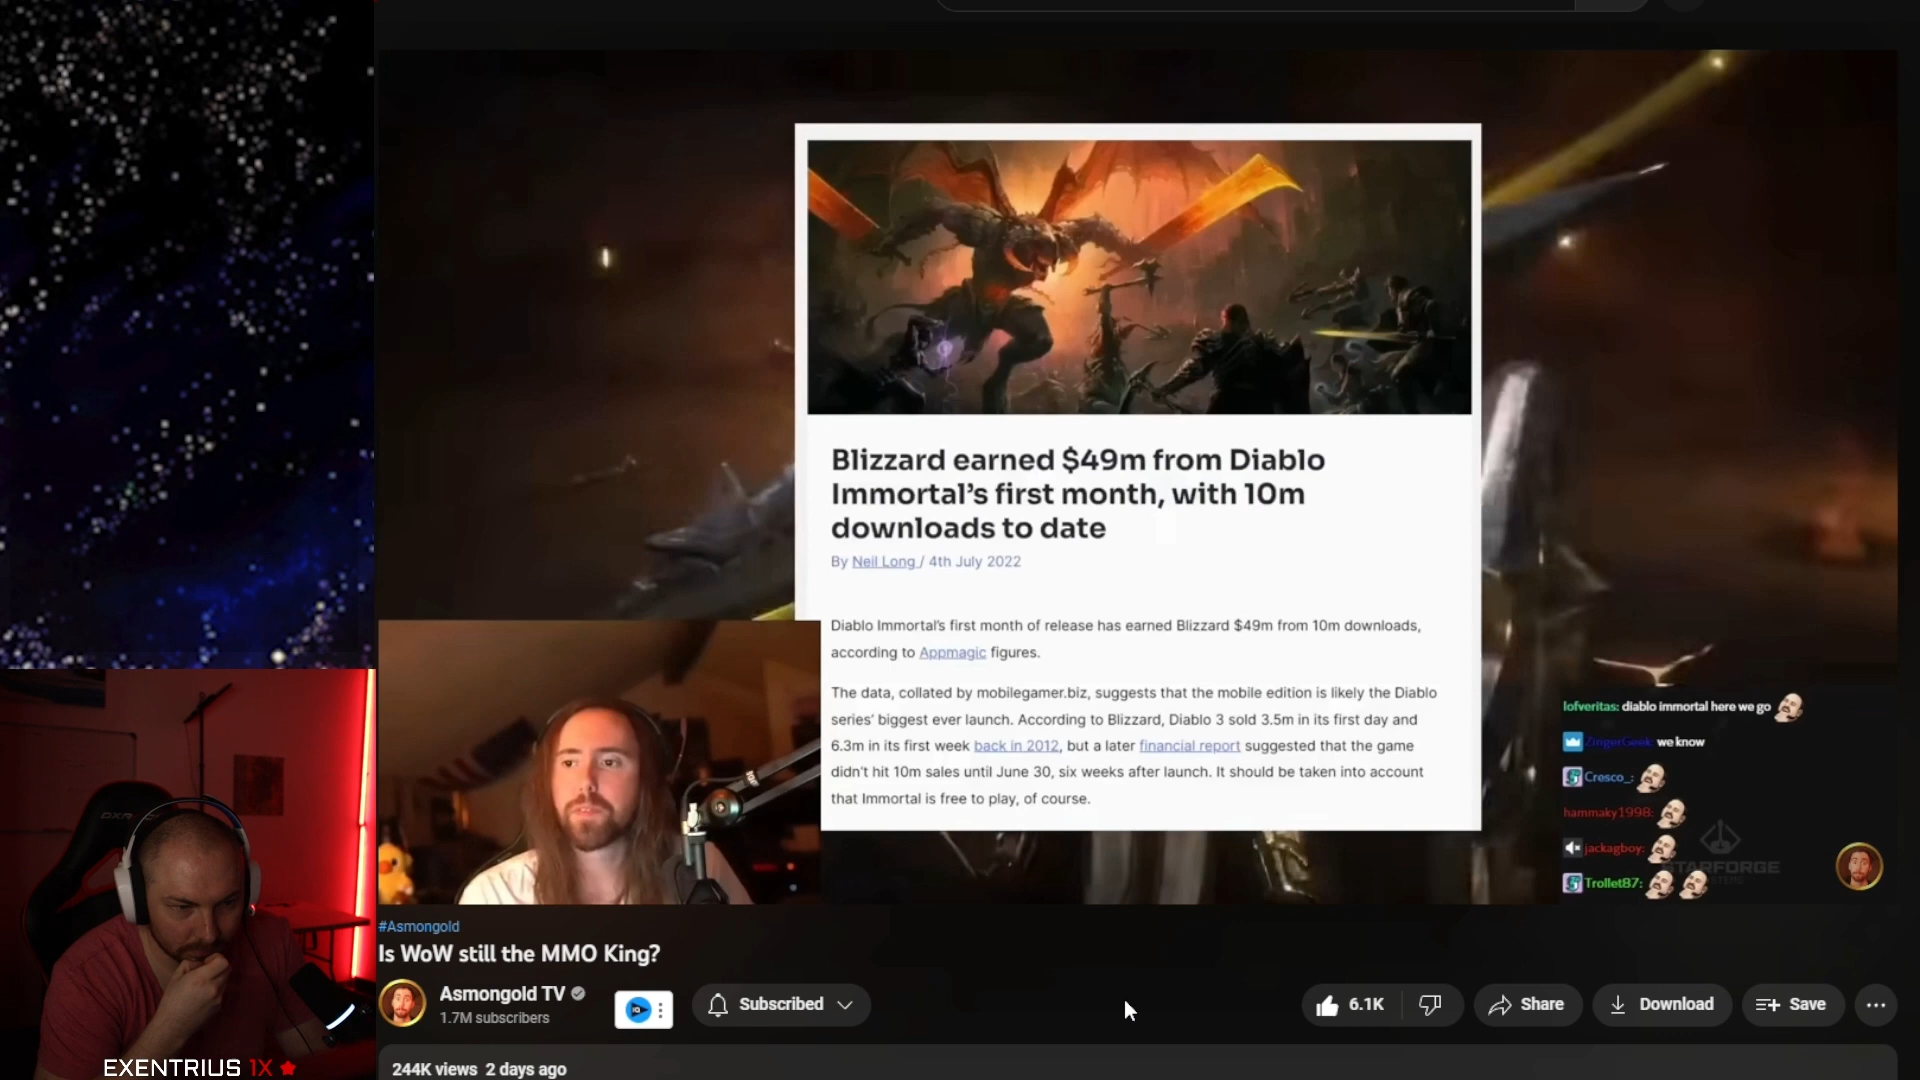 Blizzard earned $49m from Diablo
Immortal's first month, with 10m
downloads to date
By Neil Long / 4th July 2022
Diablo Immortal's first month of release has earned Blizzard $49m from 10m downloads,
according to Appmagic figures.
The data, collated by mobilegamer.biz, suggests that the mobile edition is likely the Diablo
series' biggest ever launch. According to Blizzard, Diablo 3 sold 3.5m in its first day and
6.3m in its first week back in 2012, but a later financial report suggested that the game
didn't hit 10m sales until June 30, six weeks after launch. It should be taken into account
that Immortal is free to play, of course.
lofveritas: diablo immortal here we go
ZingerGeek: we know
Cresco_:
hammaky1998:
jackagboy:
Trollet87:
STARFORGE
DXR
#Asmongold
Is WoW still the MMO King?
Asmongold TV
1.7M subscribers
Subscribed
6.1K
Share
Download
Save
244K views 2 days ago
EXENTRIUS 1X